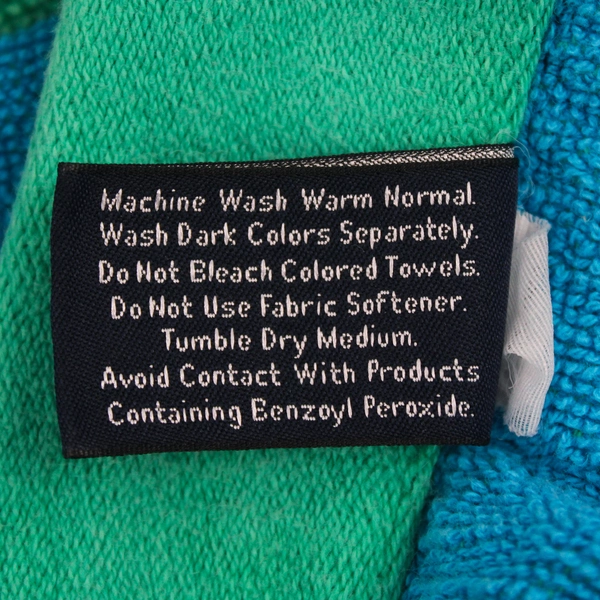 Machine Wash Warm Normal.
Wash Dark Colors Separately.
Do Not Bleach Colored Towels.
Do Not Use Fabric Softener.
Tumble Dry Medium.
Avoid Contact With Products
Containing Benzoyl Peroxide.